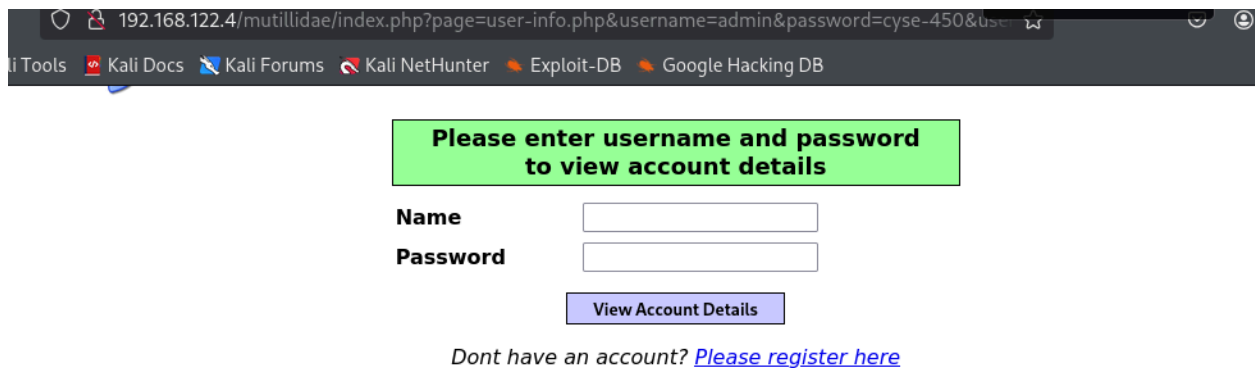 192.168.122.4/mutillidae/index.php?page=user-info.php&username=admin&password=cyse-450&use
li Tools Kali Docs Kali Forums Kali NetHunter Exploit-DB Google Hacking DB
Please enter username and password
to view account details
Name
Password
View Account Details
Dont have an account? Please register here